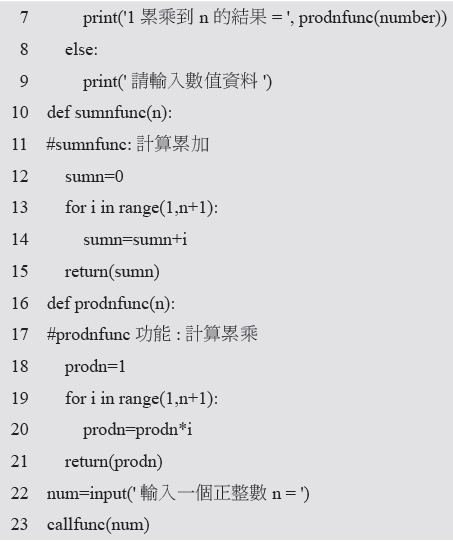 7 print('1 累乘到 n 的結果 = ', prodnfunc(number))
8 else:
9 print(' 請輸入數值資料 ')
10 def sumnfunc(n):
11 #sumnfunc: 計算累加
12 sumn=0
13 for i in range(1,n+1):
14 sumn=sumn+i
15 return(sumn)
16 def prodnfunc(n):
17 #prodnfunc 功能 : 計算累乘
18 prodn=1
19 for i in range(1,n+1):
20 prodn=prodn*i
21 return(prodn)
22 num=input(' 輸入一個正整數 n = ')
23 callfunc(num)